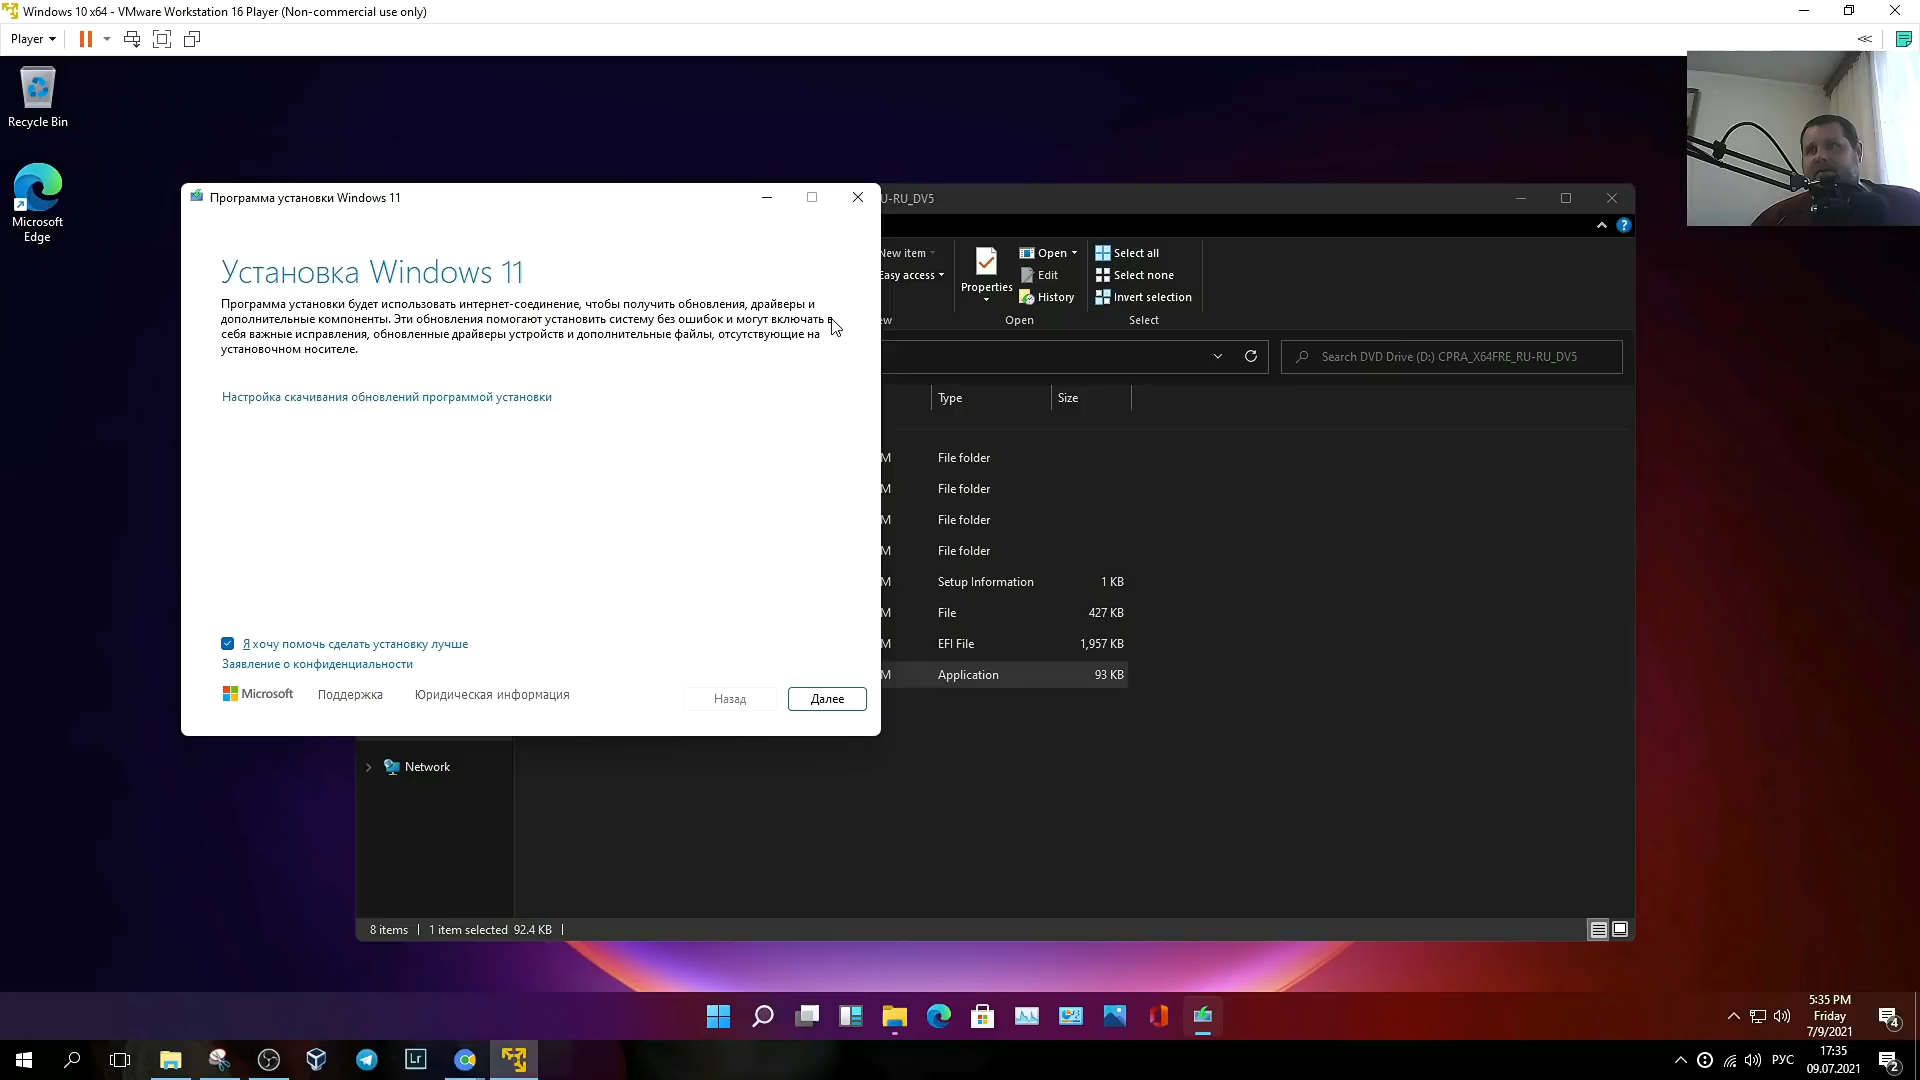 Windows 10 x64 - VMware Workstation 16 Player (Non-commercial use only)
Player
Recycle Bin
Microsoft
Edge
Программа установки Windows 11
Установка Windows 11
Программа установки будет использовать интернет-соединение, чтобы получить обновления, драйверы и
дополнительные компоненты. Эти обновления помогают установить систему без ошибок и могут включать в
себя важные исправления, обновленные драйверы устройств и дополнительные файлы, отсутствующие на
установочном носителе.
Настройка скачивания обновлений программой установки
Я хочу помочь сделать установку лучше
Заявление о конфиденциальности
Microsoft
Поддержка
Юридическая информация
Назад
Далее
U-RU_DV5
New item
Easy access
ew
Properties
Open
Edit
History
Open
Select all
Select none
Invert selection
Select
Search DVD Drive (D:) CPRA_X64FRE_RU-RU_DV5
Type Size
M File folder
M File folder
M File folder
M File folder
M Setup Information 1 KB
M File 427 KB
M EFI File 1,957 KB
M Application 93 KB
Network
8 items 1 item selected 92.4 KB
5:35 PM
Friday
7/9/2021
4
Lr
РУС
17:35
09.07.2021
2